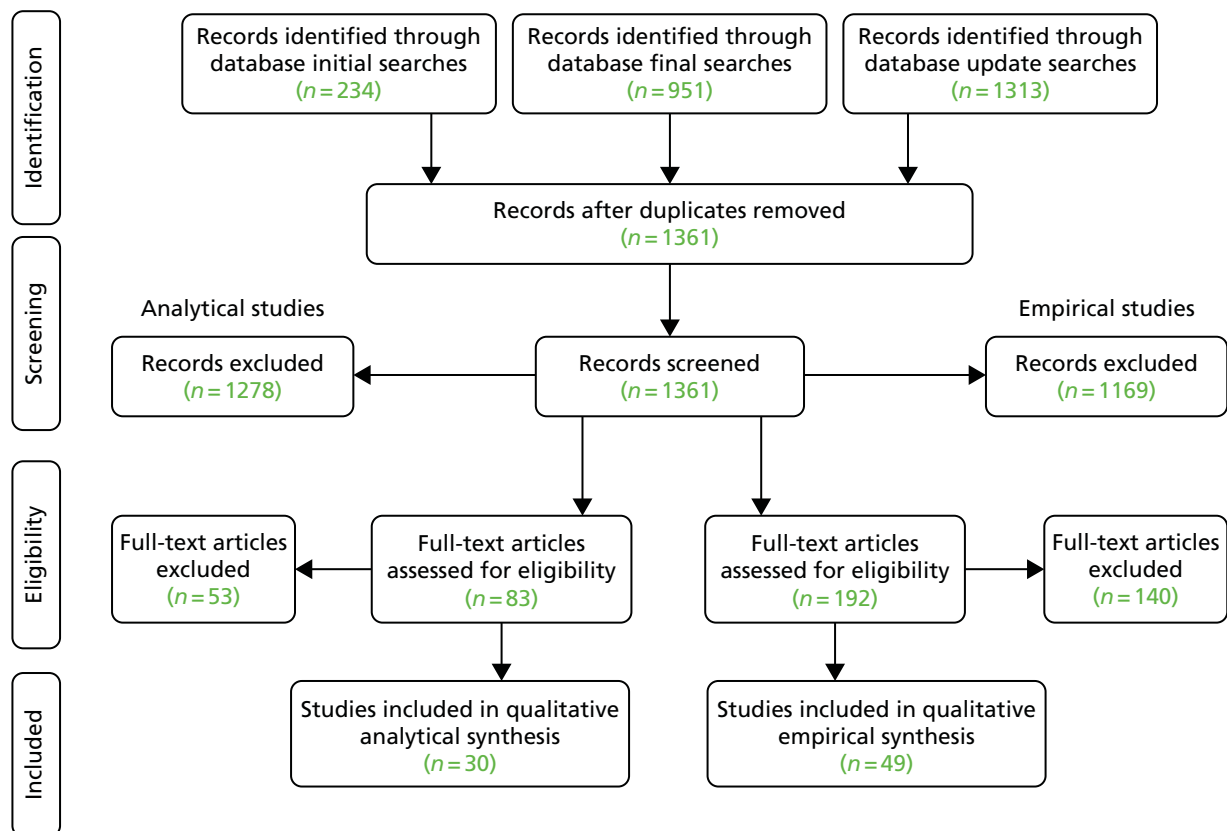 Identification
Records identified through
database initial searches
(n=234)
Records identified through
database final searches
(n=951)
Records identified through
database update searches
(n=1313)
Records after duplicates removed
(n=1361)
Screening
Analytical studies
Empirical studies
Records excluded
(n=1278)
Records screened
(n=1361)
Records excluded
(n=1169)
Eligibility
Full-text articles
excluded
(n=53)
Full-text articles
assessed for eligibility
(n=83)
Full-text articles
assessed for eligibility
(n=192)
Full-text articles
excluded
(n=140)
Included
Studies included in qualitative
analytical synthesis
(n=30)
Studies included in qualitative
empirical synthesis
(n=49)